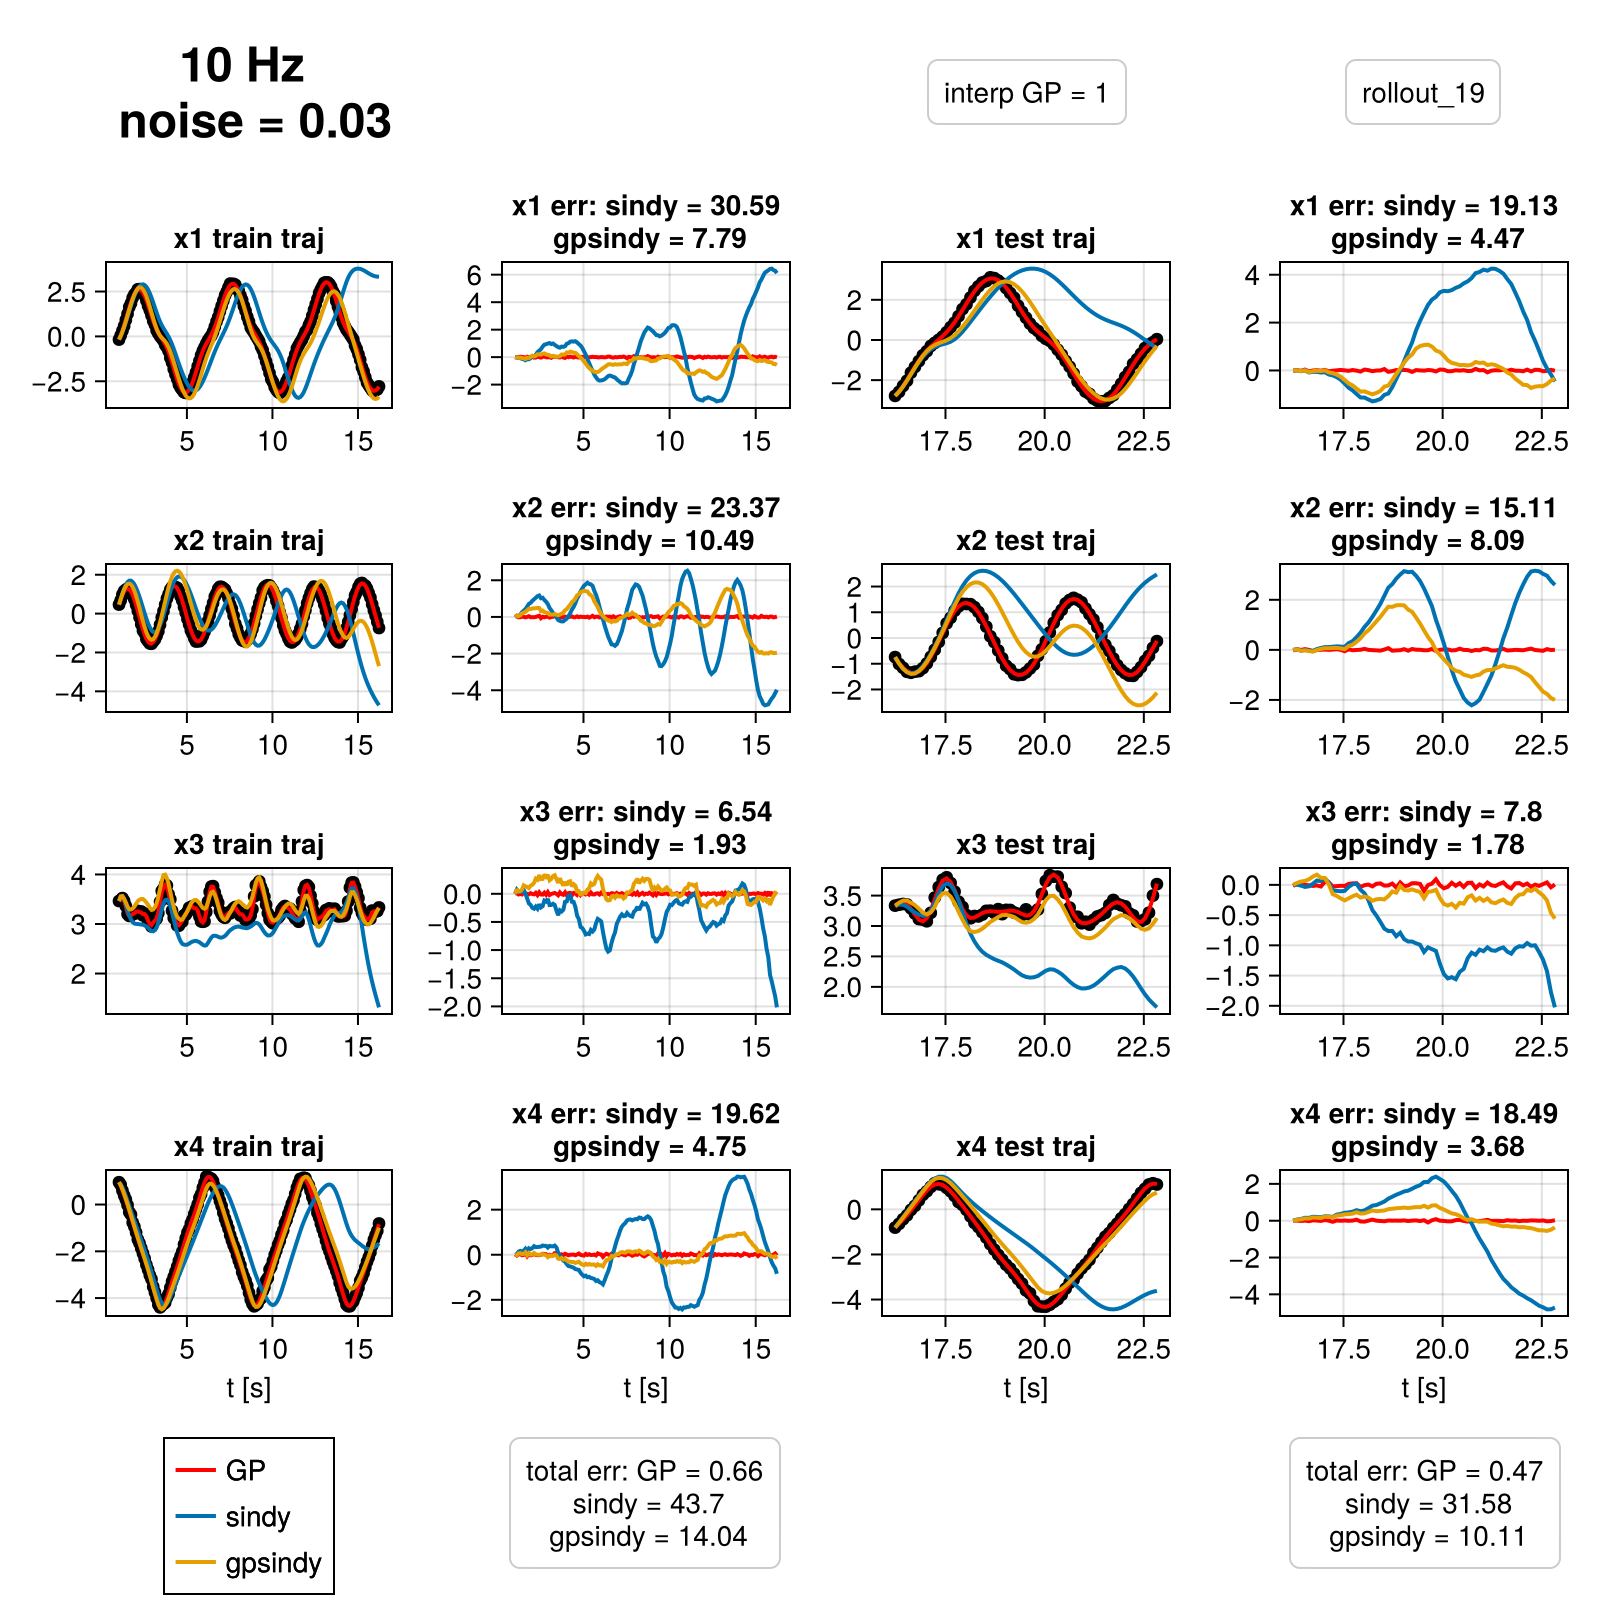 10 Hz
noise = 0.03
interp GP = 1
rollout_19
x1 train traj
2.5
0.0
−2.5
5 10 15
x1 err: sindy = 30.59
gpsindy = 7.79
6
4
2
0
−2
5 10 15
x1 test traj
2
0
−2
17.5 20.0 22.5
x1 err: sindy = 19.13
gpsindy = 4.47
4
2
0
17.5 20.0 22.5
x2 train traj
2
0
−2
−4
5 10 15
x2 err: sindy = 23.37
gpsindy = 10.49
2
0
−2
−4
5 10 15
x2 test traj
2
1
0
−1
−2
17.5 20.0 22.5
x2 err: sindy = 15.11
gpsindy = 8.09
2
0
−2
17.5 20.0 22.5
x3 train traj
4
3
2
5 10 15
x3 err: sindy = 6.54
gpsindy = 1.93
0.0
−0.5
−1.0
−1.5
−2.0
5 10 15
x3 test traj
3.5
3.0
2.5
2.0
17.5 20.0 22.5
x3 err: sindy = 7.8
gpsindy = 1.78
0.0
−0.5
−1.0
−1.5
−2.0
17.5 20.0 22.5
x4 train traj
0
−2
−4
5 10 15
t [s]
x4 err: sindy = 19.62
gpsindy = 4.75
2
0
−2
5 10 15
t [s]
x4 test traj
0
−2
−4
17.5 20.0 22.5
t [s]
x4 err: sindy = 18.49
gpsindy = 3.68
2
0
−2
−4
17.5 20.0 22.5
t [s]
GP
sindy
gpsindy
total err: GP = 0.66
sindy = 43.7
gpsindy = 14.04
total err: GP = 0.47
sindy = 31.58
gpsindy = 10.11